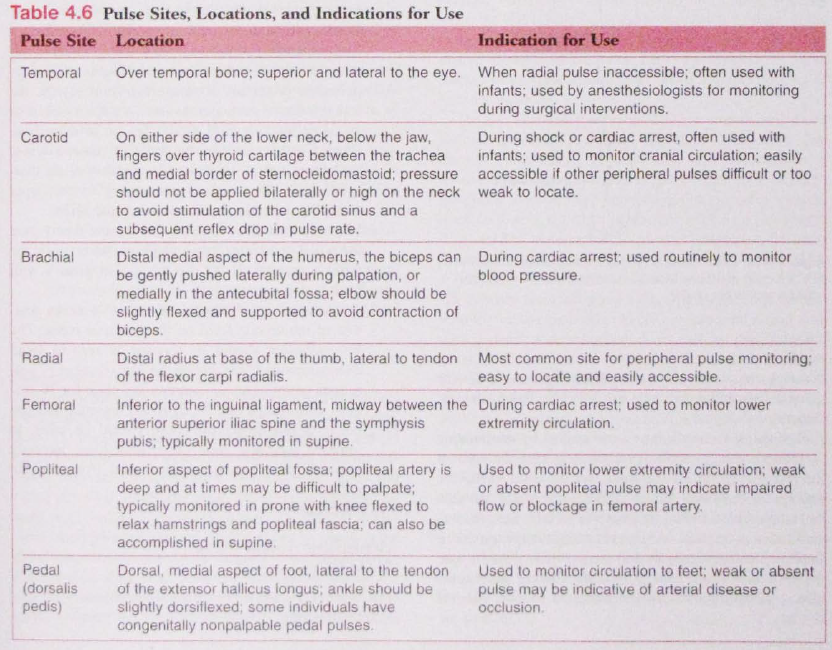 Table 4.6 Pulse Sites, Locations, and Indications for Use
Pulse Site Location Indication for Use
Temporal Over temporal bone; superior and lateral to the eye. When radial pulse inaccessible; often used with
infants; used by anesthesiologists for monitoring
during surgical interventions.
Carotid On either side of the lower neck, below the jaw, During shock or cardiac arrest, often used with
fingers over thyroid cartilage between the trachea infants; used to monitor cranial circulation; easily
and medial border of sternocleidomastoid; pressure accessible if other peripheral pulses difficult or too
should not be applied bilaterally or high on the neck weak to locate.
to avoid stimulation of the carotid sinus and a
subsequent reflex drop in pulse rate.
Brachial Distal medial aspect of the humerus, the biceps can During cardiac arrest; used routinely to monitor
be gently pushed laterally during palpation, or blood pressure.
medially in the antecubital fossa; elbow should be
slightly flexed and supported to avoid contraction of
biceps.
Radial Distal radius at base of the thumb, lateral to tendon Most common site for peripheral pulse monitoring;
of the flexor carpi radialis. easy to locate and easily accessible.
Femoral Inferior to the inguinal ligament, midway between the During cardiac arrest; used to monitor lower
anterior superior iliac spine and the symphysis extremity circulation.
pubis; typically monitored in supine.
Popliteal Inferior aspect of popliteal fossa; popliteal artery is Used to monitor lower extremity circulation; weak
deep and at times may be difficult to palpate; or absent popliteal pulse may indicate impaired
typically monitored in prone with knee flexed to flow or blockage in femoral artery.
relax hamstrings and popliteal fascia; can also be
accomplished in supine.
Pedal Dorsal, medial aspect of foot, lateral to the tendon Used to monitor circulation to feet; weak or absent
(dorsalis of the extensor hallicus longus; ankle should be pulse may be indicative of arterial disease or
pedis) slightly dorsiflexed; some individuals have occlusion.
congenitally nonpalpable pedal pulses.